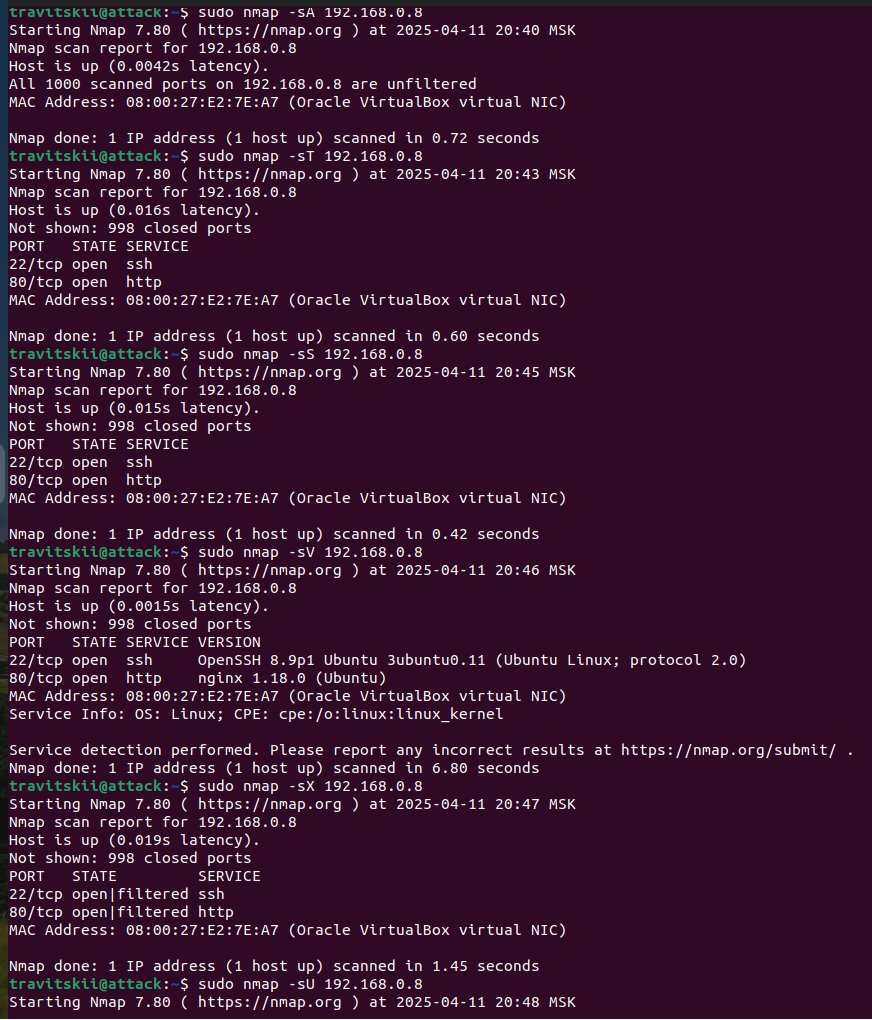 travitskii@attack:~$ sudo nmap -sA 192.168.0.8
Starting Nmap 7.80 ( https://nmap.org ) at 2025-04-11 20:40 MSK
Nmap scan report for 192.168.0.8
Host is up (0.0042s latency).
All 1000 scanned ports on 192.168.0.8 are unfiltered
MAC Address: 08:00:27:E2:7E:A7 (Oracle VirtualBox virtual NIC)

Nmap done: 1 IP address (1 host up) scanned in 0.72 seconds
travitskii@attack:~$ sudo nmap -sT 192.168.0.8
Starting Nmap 7.80 ( https://nmap.org ) at 2025-04-11 20:43 MSK
Nmap scan report for 192.168.0.8
Host is up (0.016s latency).
Not shown: 998 closed ports
PORT   STATE SERVICE
22/tcp open  ssh
80/tcp open  http
MAC Address: 08:00:27:E2:7E:A7 (Oracle VirtualBox virtual NIC)

Nmap done: 1 IP address (1 host up) scanned in 0.60 seconds
travitskii@attack:~$ sudo nmap -sS 192.168.0.8
Starting Nmap 7.80 ( https://nmap.org ) at 2025-04-11 20:45 MSK
Nmap scan report for 192.168.0.8
Host is up (0.015s latency).
Not shown: 998 closed ports
PORT   STATE SERVICE
22/tcp open  ssh
80/tcp open  http
MAC Address: 08:00:27:E2:7E:A7 (Oracle VirtualBox virtual NIC)

Nmap done: 1 IP address (1 host up) scanned in 0.42 seconds
travitskii@attack:~$ sudo nmap -sV 192.168.0.8
Starting Nmap 7.80 ( https://nmap.org ) at 2025-04-11 20:46 MSK
Nmap scan report for 192.168.0.8
Host is up (0.0015s latency).
Not shown: 998 closed ports
PORT   STATE SERVICE VERSION
22/tcp open  ssh     OpenSSH 8.9p1 Ubuntu 3ubuntu0.11 (Ubuntu Linux; protocol 2.0)
80/tcp open  http    nginx 1.18.0 (Ubuntu)
MAC Address: 08:00:27:E2:7E:A7 (Oracle VirtualBox virtual NIC)
Service Info: OS: Linux; CPE: cpe:/o:linux:linux_kernel

Service detection performed. Please report any incorrect results at https://nmap.org/submit/ .
Nmap done: 1 IP address (1 host up) scanned in 6.80 seconds
travitskii@attack:~$ sudo nmap -sX 192.168.0.8
Starting Nmap 7.80 ( https://nmap.org ) at 2025-04-11 20:47 MSK
Nmap scan report for 192.168.0.8
Host is up (0.019s latency).
Not shown: 998 closed ports
PORT   STATE         SERVICE
22/tcp open|filtered ssh
80/tcp open|filtered http
MAC Address: 08:00:27:E2:7E:A7 (Oracle VirtualBox virtual NIC)

Nmap done: 1 IP address (1 host up) scanned in 1.45 seconds
travitskii@attack:~$ sudo nmap -sU 192.168.0.8
Starting Nmap 7.80 ( https://nmap.org ) at 2025-04-11 20:48 MSK